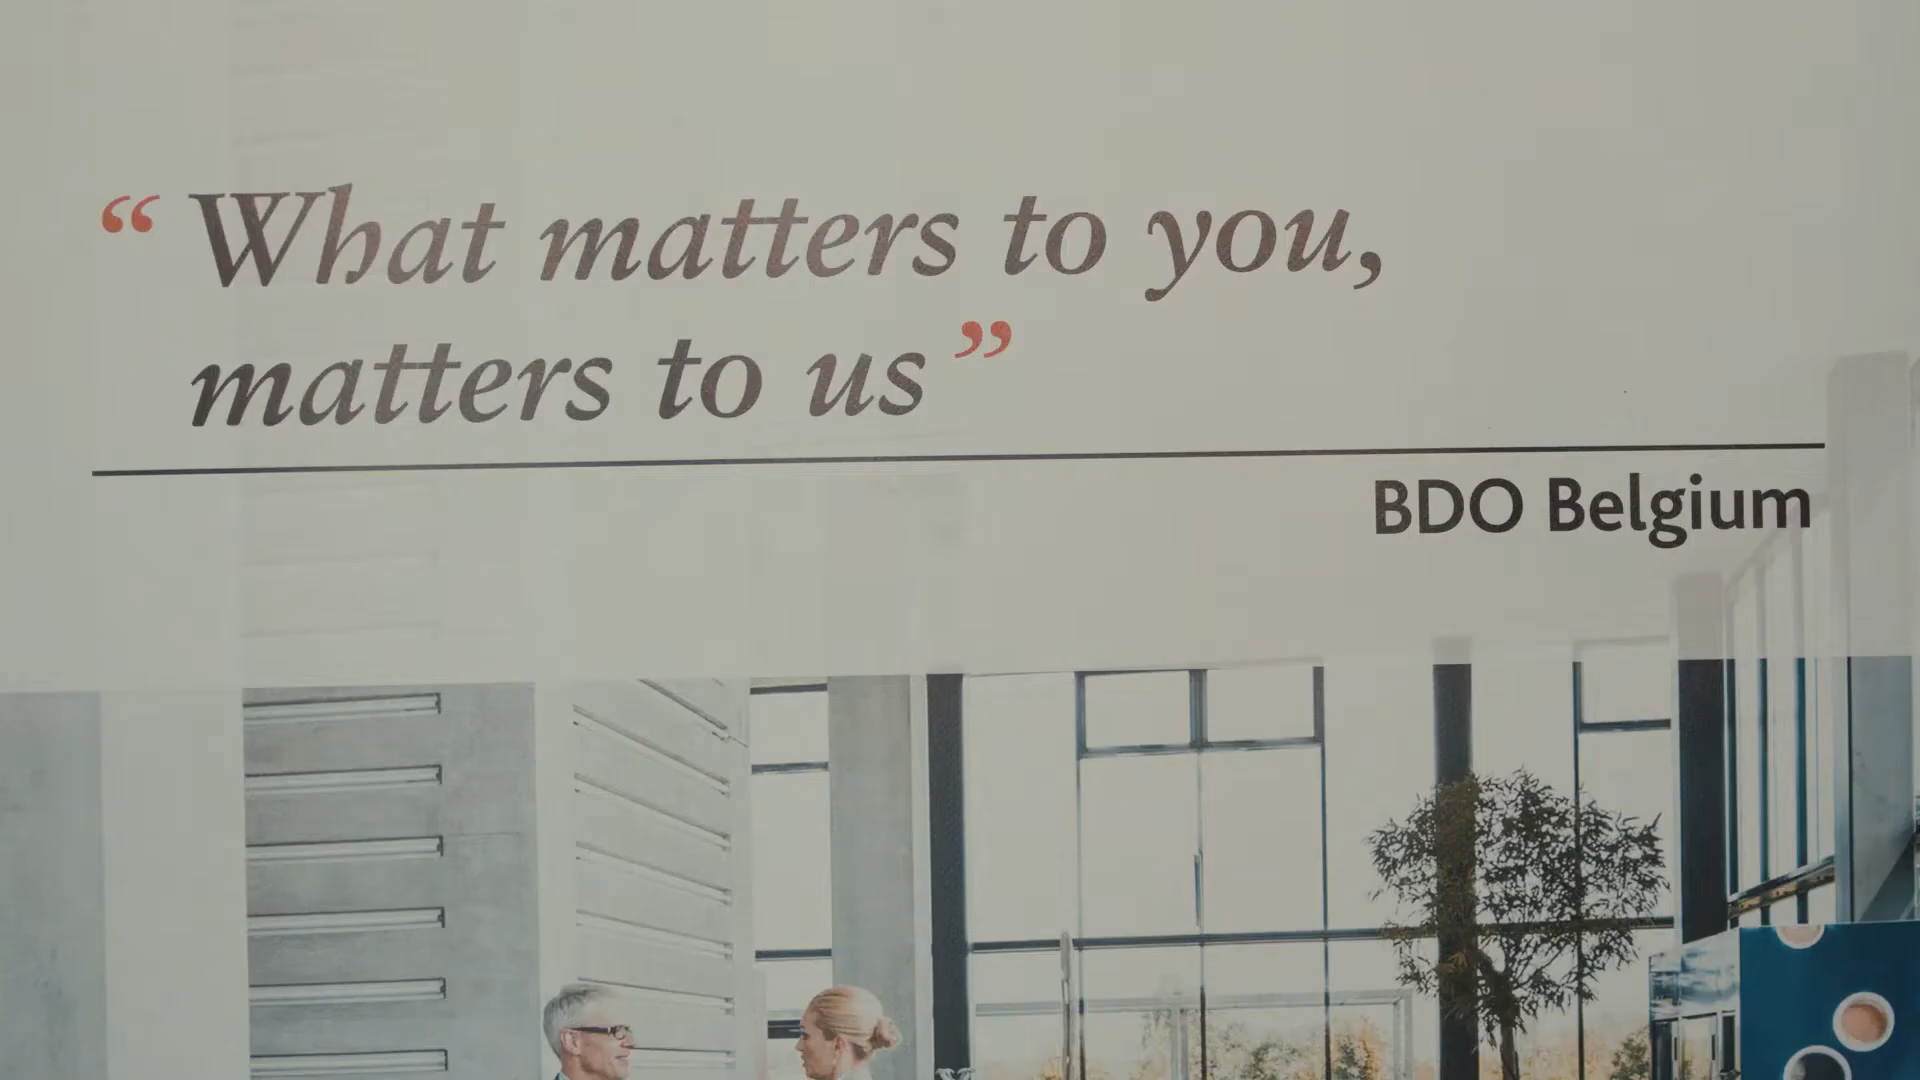 “ What matters to you,
matters to us ”
BDO Belgium